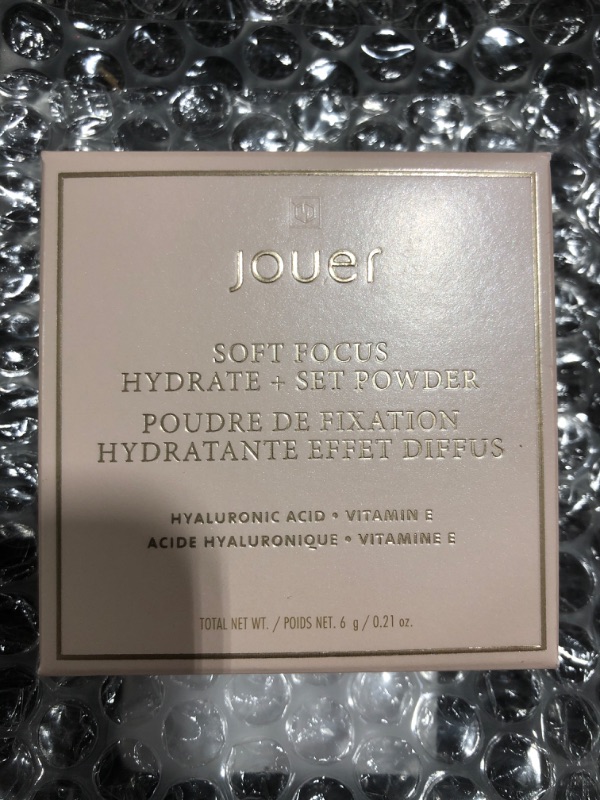 Jouer
SOFT FOCUS
HYDRATE + SET POWDER
POUDRE DE FIXATION
HYDRATANTE EFFET DIFFUS
HYALURONIC ACID • VITAMIN E
ACIDE HYALURONIQUE • VITAMINE E
TOTAL NET WT. / POIDS NET. 6 g / 0.21 oz.